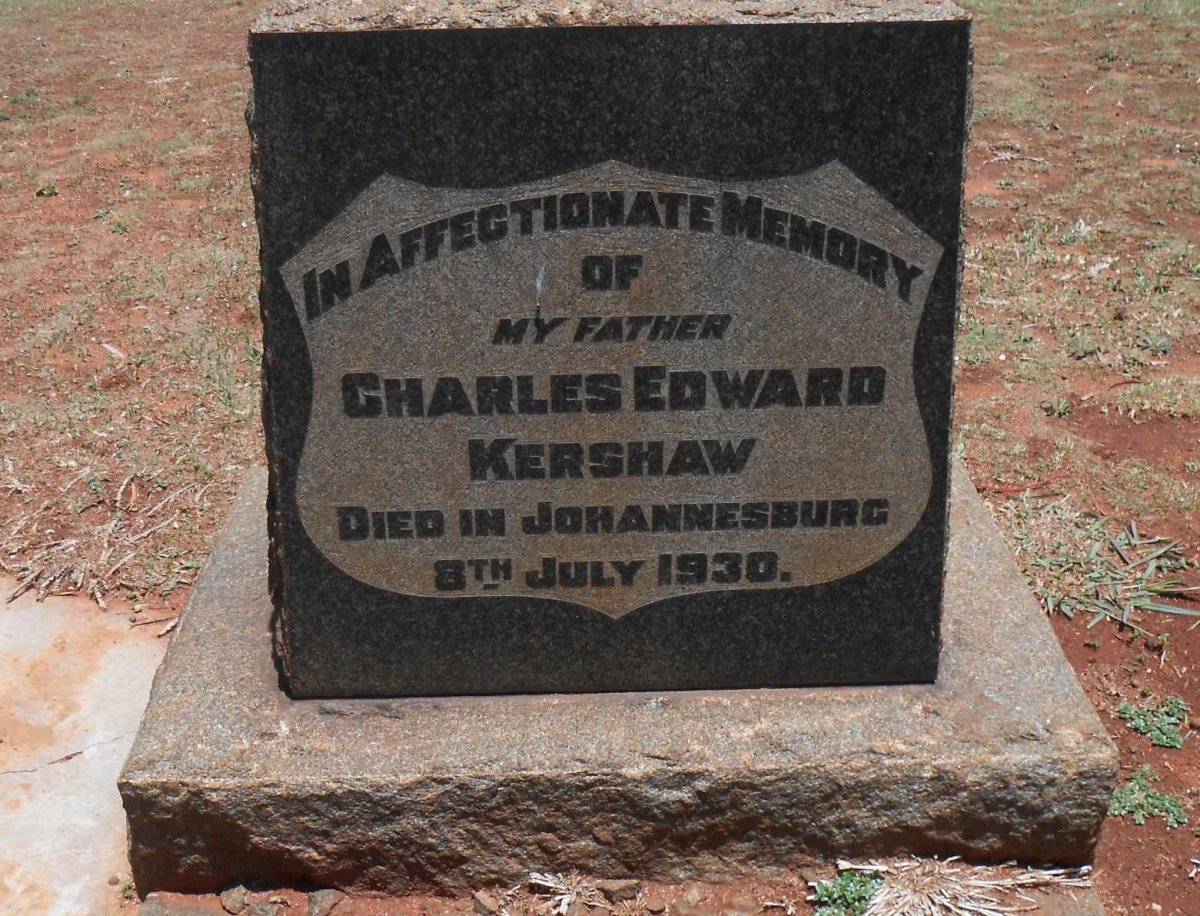 IN AFFECTIONATE MEMORY
OF
MY FATHER
CHARLES EDWARD
KERSHAW
DIED IN JOHANNESBURG
8TH JULY 1930.